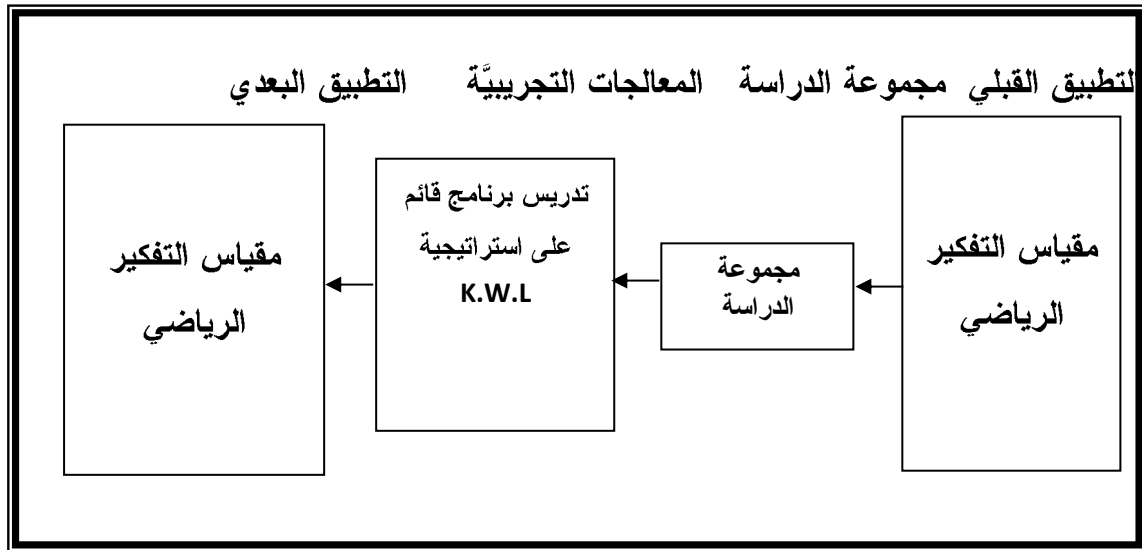 التطبيق القبلي مجموعة الدراسة المعالجات التجريبيَّة التطبيق البعدي
مقياس التفكير
الرياضي
مجموعة
الدراسة
تدريس برنامج قائم
على استراتيجية
K.W.L
مقياس التفكير
الرياضي